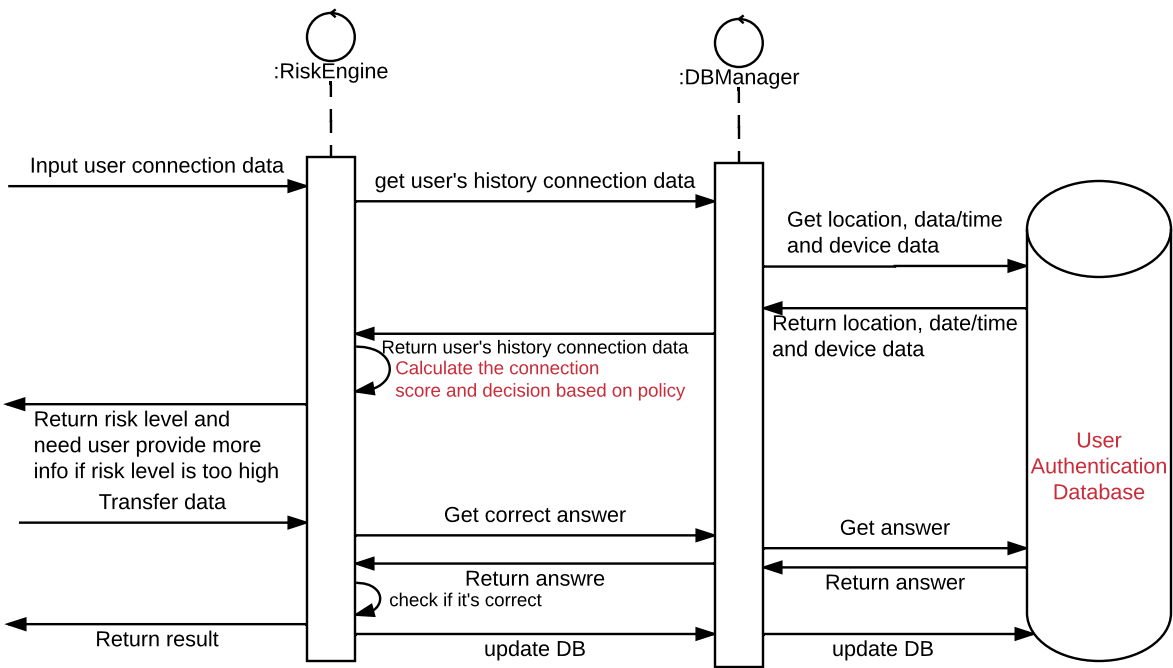 :RiskEngine
:DBManager
Input user connection data
get user's history connection data
Get location, data/time
and device data
Return location, date/time
and device data
Return user's history connection data
Calculate the connection
score and decision based on policy
Return risk level and
need user provide more
info if risk level is too high
User
Authentication
Database
Transfer data
Get correct answer
Get answer
Return answre
Return answer
check if it's correct
Return result
update DB
update DB